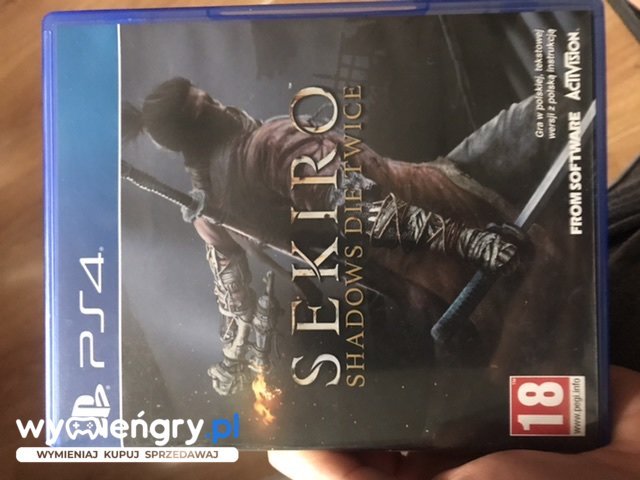 PS4
SEKIRO
SHADOWS DIE TWICE
18
www.pegi.info
Gra w polskiej, tekstowej
wersji z polską instrukcją
FROM SOFTWARE ACTIVISION
wymieńgry.pl
WYMIENIAJ KUPUJ SPRZEDAWAJ